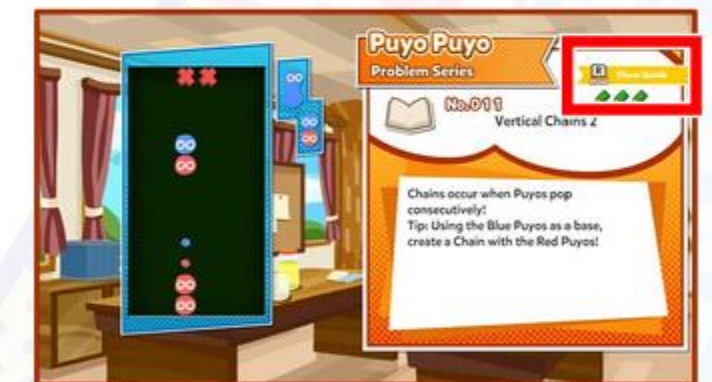 Puyo Puyo
Problem Series
No.011
Vertical Chains 2
Chains occur when Puyos pop
consecutively!
Tip: Using the Blue Puyos as a base,
create a Chain with the Red Puyos!